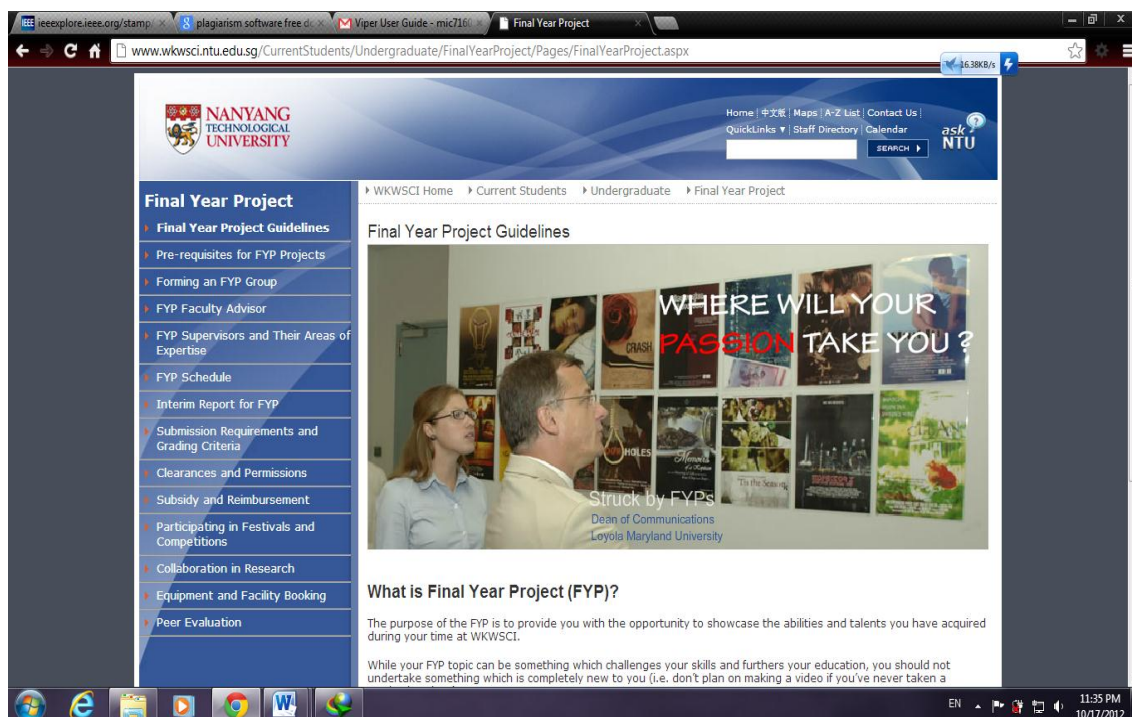 ieeexplore.ieee.org/stamp/
plagiarism software free do
Viper User Guide - mic7160
Final Year Project
www.wkwsci.ntu.edu.sg/CurrentStudents/Undergraduate/FinalYearProject/Pages/FinalYearProject.aspx
16.38KB/s
NANYANG
TECHNOLOGICAL
UNIVERSITY
Home | 中文版 | Maps | A-Z List | Contact Us |
QuickLinks ▼ | Staff Directory | Calendar
SEARCH
ask
NTU
Final Year Project
Final Year Project Guidelines
Pre-requisites for FYP Projects
Forming an FYP Group
FYP Faculty Advisor
FYP Supervisors and Their Areas of
Expertise
FYP Schedule
Interim Report for FYP
Submission Requirements and
Grading Criteria
Clearances and Permissions
Subsidy and Reimbursement
Participating in Festivals and
Competitions
Collaboration in Research
Equipment and Facility Booking
Peer Evaluation
WKWSCI Home Current Students Undergraduate Final Year Project
Final Year Project Guidelines
WHERE WILL YOUR
PASSION TAKE YOU ?
CRASH
HOLES
Memoirs
'Tis the Season
Struck by FYPs
Dean of Communications
Loyola Maryland University
What is Final Year Project (FYP)?
The purpose of the FYP is to provide you with the opportunity to showcase the abilities and talents you have acquired
during your time at WKWSCI.
While your FYP topic can be something which challenges your skills and furthers your education, you should not
undertake something which is completely new to you (i.e. don't plan on making a video if you've never taken a
EN
11:35 PM
10/17/2012